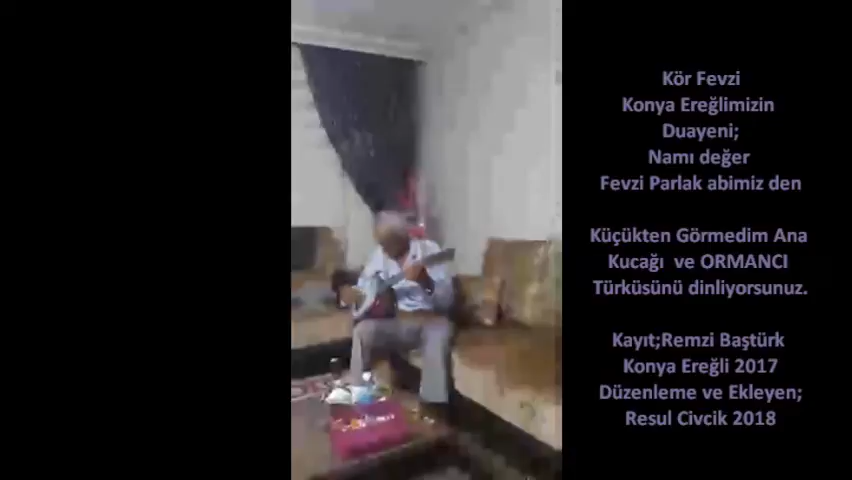 Kör Fevzi
Konya Ereğlimizin
Duayeni;
Namı değer
Fevzi Parlak abimiz den
Küçükten Görmedim Ana
Kucağı ve ORMANCI
Türküsünü dinliyorsunuz.
Kayıt;Remzi Baştürk
Konya Ereğli 2017
Düzenleme ve Ekleyen;
Resul Civcik 2018